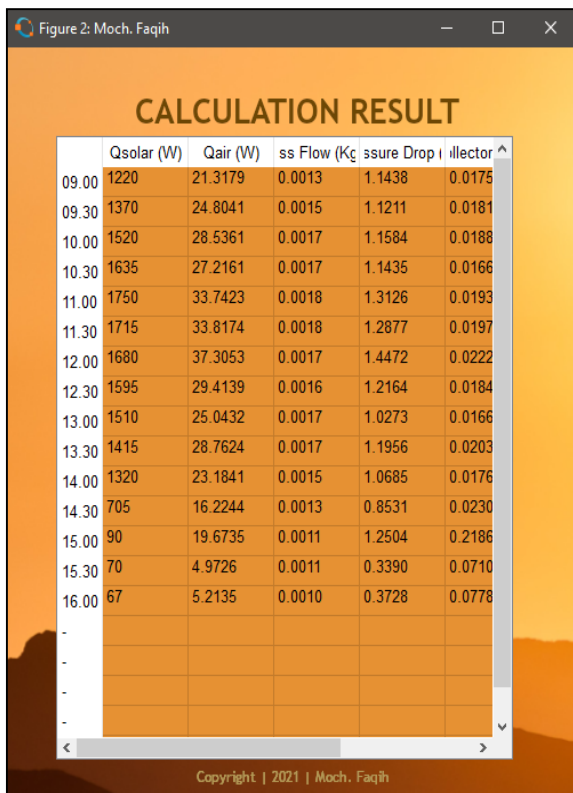 Figure 2: Moch. Faqih
CALCULATION RESULT
Qsolar (W) Qair (W) ss Flow (Kg ssure Drop ( llector
09.00 1220 21.3179 0.0013 1.1438 0.0175
09.30 1370 24.8041 0.0015 1.1211 0.0181
10.00 1520 28.5361 0.0017 1.1584 0.0188
10.30 1635 27.2161 0.0017 1.1435 0.0166
11.00 1750 33.7423 0.0018 1.3126 0.0193
11.30 1715 33.8174 0.0018 1.2877 0.0197
12.00 1680 37.3053 0.0017 1.4472 0.0222
12.30 1595 29.4139 0.0016 1.2164 0.0184
13.00 1510 25.0432 0.0017 1.0273 0.0166
13.30 1415 28.7624 0.0017 1.1956 0.0203
14.00 1320 23.1841 0.0015 1.0685 0.0176
14.30 705 16.2244 0.0013 0.8531 0.0230
15.00 90 19.6735 0.0011 1.2504 0.2186
15.30 70 4.9726 0.0011 0.3390 0.0710
16.00 67 5.2135 0.0010 0.3728 0.0778
-
-
-
-
Copyright | 2021 | Moch. Faqih